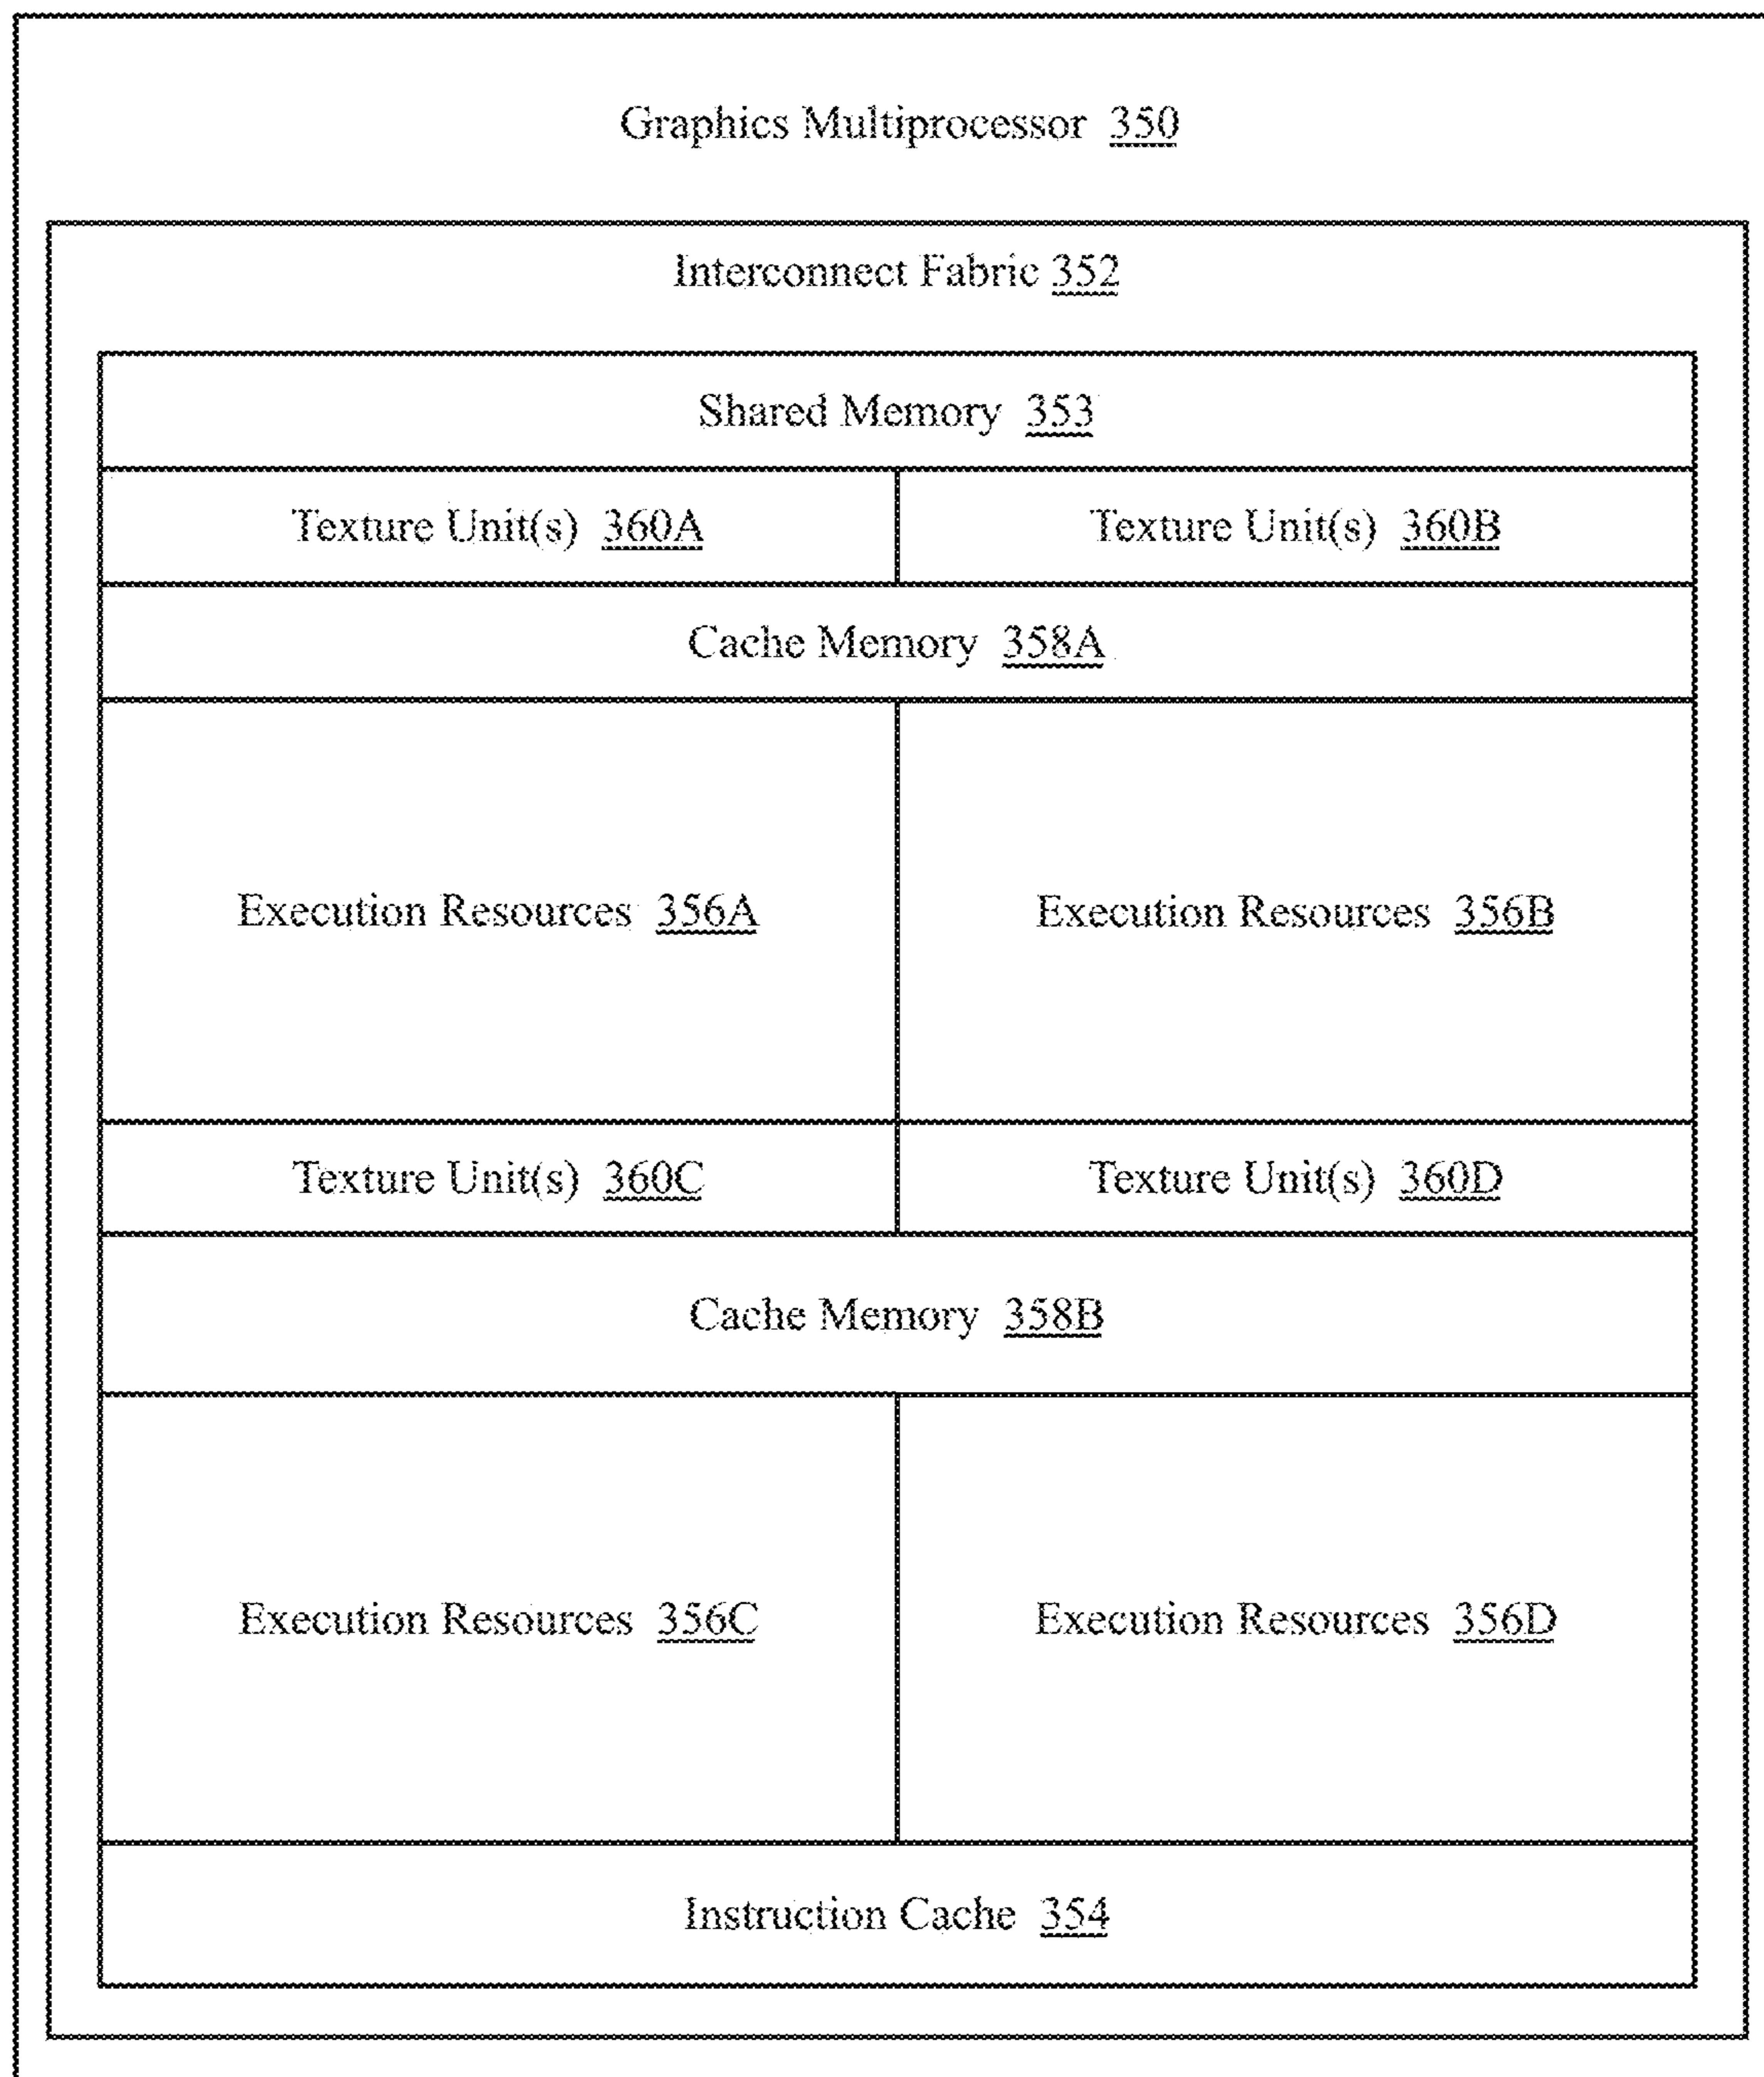 Graphics Multiprocessor 350
Interconnect Fabric 352
Shared Memory 353
Texture Unit(s) 360A
Texture Unit(s) 360B
Cache Memory 358A
Execution Resources 356A
Execution Resources 356B
Texture Unit(s) 360C
Texture Unit(s) 360D
Cache Memory 358B
Execution Resources 356C
Execution Resources 356D
Instruction Cache 354